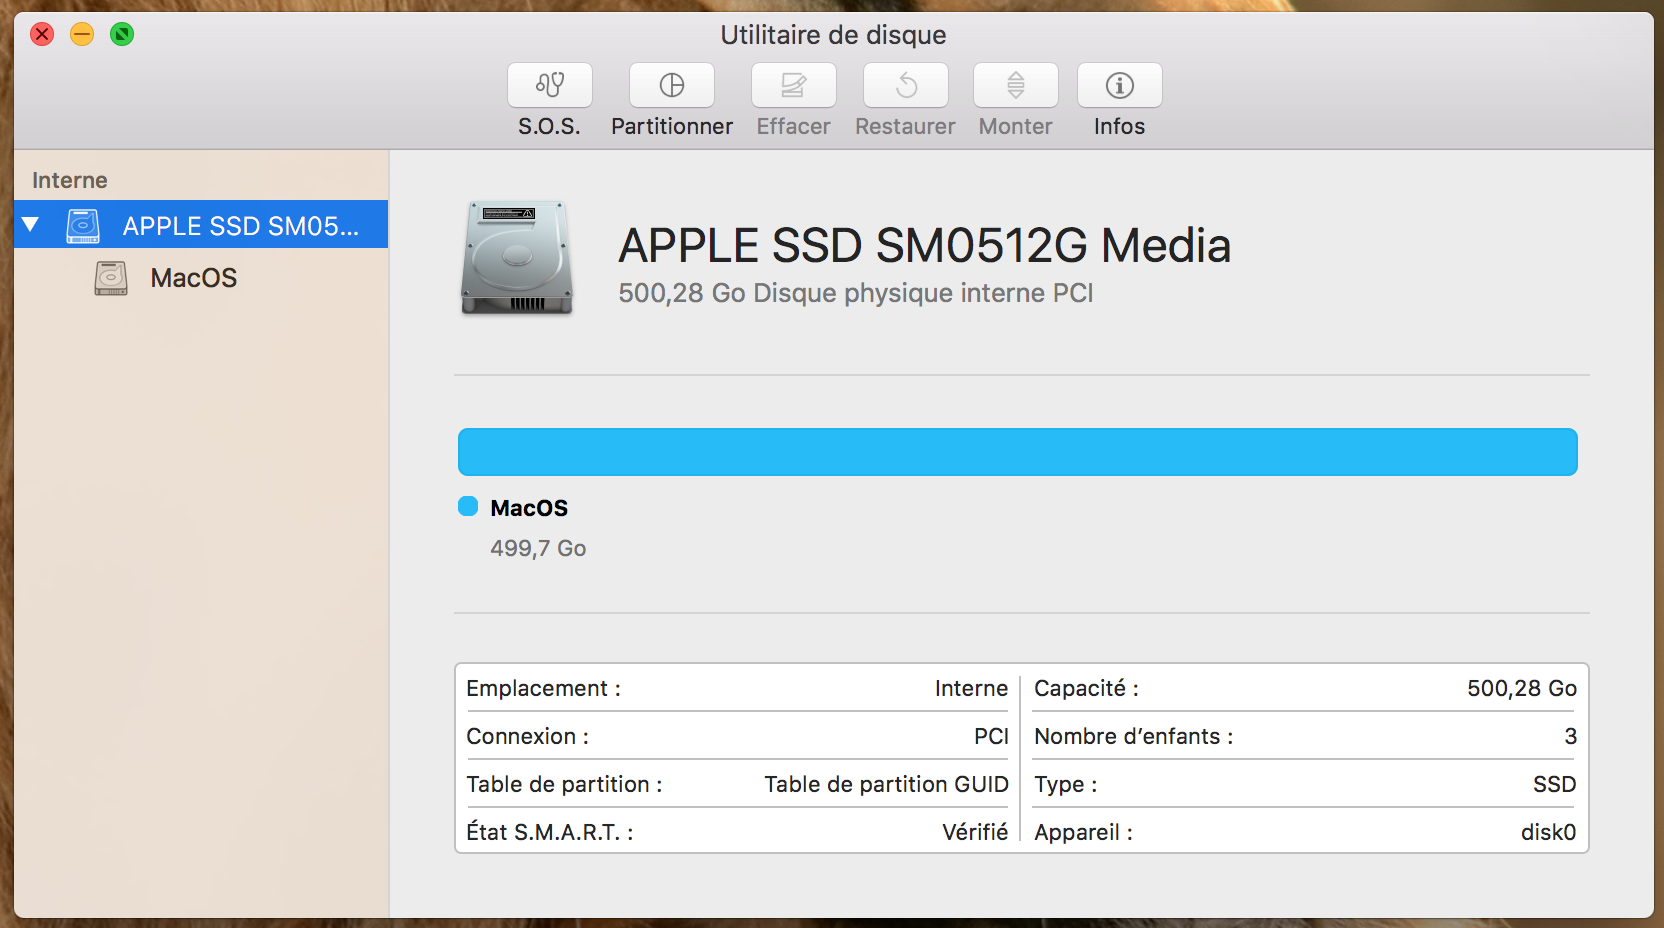 Utilitaire de disque
S.O.S. Partitionner Effacer Restaurer Monter Infos
Interne
APPLE SSD SM05...
MacOS
APPLE SSD SM0512G Media
500,28 Go Disque physique interne PCI
MacOS
499,7 Go
Emplacement : Interne
Connexion : PCI
Table de partition : Table de partition GUID
État S.M.A.R.T. : Vérifié
Capacité : 500,28 Go
Nombre d’enfants : 3
Type : SSD
Appareil : disk0